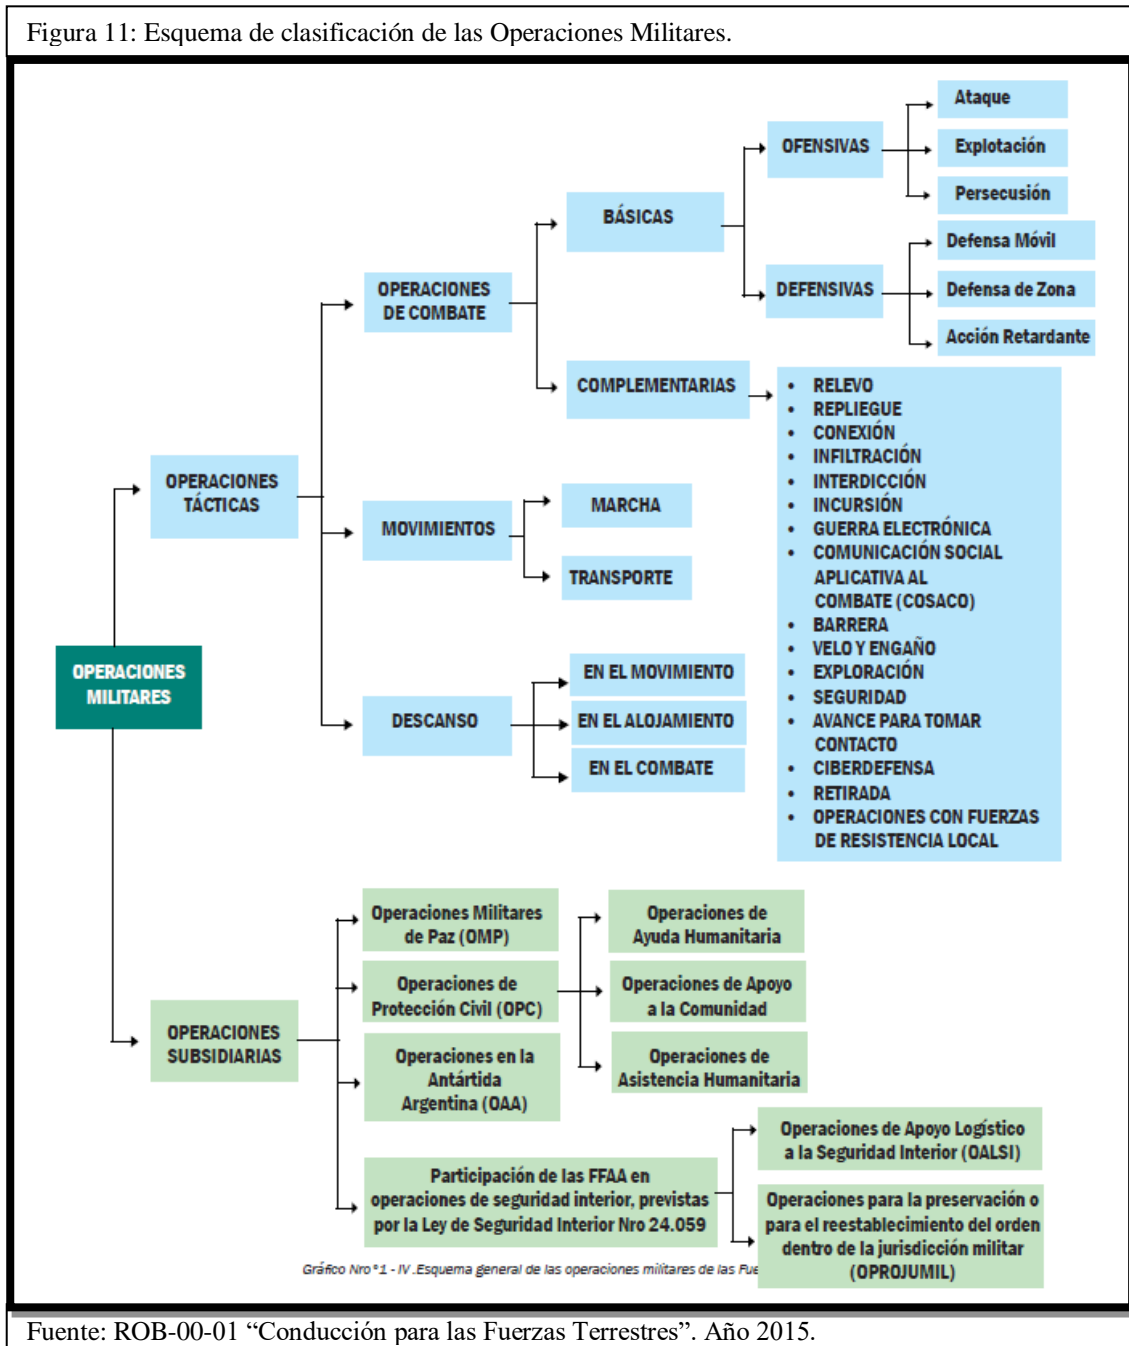 Figura 11: Esquema de clasificación de las Operaciones Militares.
OPERACIONES
MILITARES
OPERACIONES
TÁCTICAS
OPERACIONES
DE COMBATE
BÁSICAS
OFENSIVAS
Ataque
Explotación
Persecusión
DEFENSIVAS
Defensa Móvil
Defensa de Zona
Acción Retardante
COMPLEMENTARIAS
• RELEVO
• REPLIEGUE
• CONEXIÓN
• INFILTRACIÓN
• INTERDICCIÓN
• INCURSIÓN
• GUERRA ELECTRÓNICA
• COMUNICACIÓN SOCIAL
APLICATIVA AL
COMBATE (COSACO)
• BARRERA
• VELO Y ENGAÑO
• EXPLORACIÓN
• SEGURIDAD
• AVANCE PARA TOMAR
CONTACTO
• CIBERDEFENSA
• RETIRADA
• OPERACIONES CON FUERZAS
DE RESISTENCIA LOCAL
MOVIMIENTOS
MARCHA
TRANSPORTE
DESCANSO
EN EL MOVIMIENTO
EN EL ALOJAMIENTO
EN EL COMBATE
OPERACIONES
SUBSIDIARIAS
Operaciones Militares
de Paz (OMP)
Operaciones de
Protección Civil (OPC)
Operaciones de
Ayuda Humanitaria
Operaciones de Apoyo
a la Comunidad
Operaciones de
Asistencia Humanitaria
Operaciones en la
Antártida
Argentina (OAA)
Participación de las FFAA en
operaciones de seguridad interior, previstas
por la Ley de Seguridad Interior Nro 24.059
Operaciones de Apoyo Logístico
a la Seguridad Interior (OALSI)
Operaciones para la preservación o
para el reestablecimiento del orden
dentro de la jurisdicción militar
(OPROJUMIL)
Gráfico Nro°1 - IV .Esquema general de las operaciones militares de las
Fuente: ROB-00-01 “Conducción para las Fuerzas Terrestres”. Año 2015.